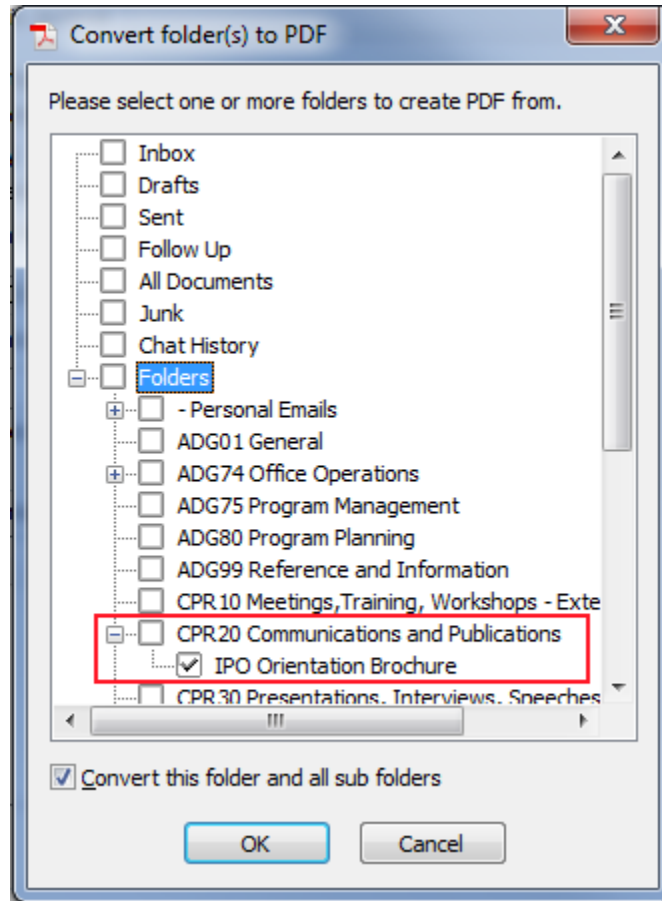 Convert folder(s) to PDF
Please select one or more folders to create PDF from.
Inbox
Drafts
Sent
Follow Up
All Documents
Junk
Chat History
Folders
- Personal Emails
ADG01 General
ADG74 Office Operations
ADG75 Program Management
ADG80 Program Planning
ADG99 Reference and Information
CPR10 Meetings,Training, Workshops - Exte
CPR20 Communications and Publications
IPO Orientation Brochure
CPR30 Presentations, Interviews, Speeches
Convert this folder and all sub folders
OK Cancel